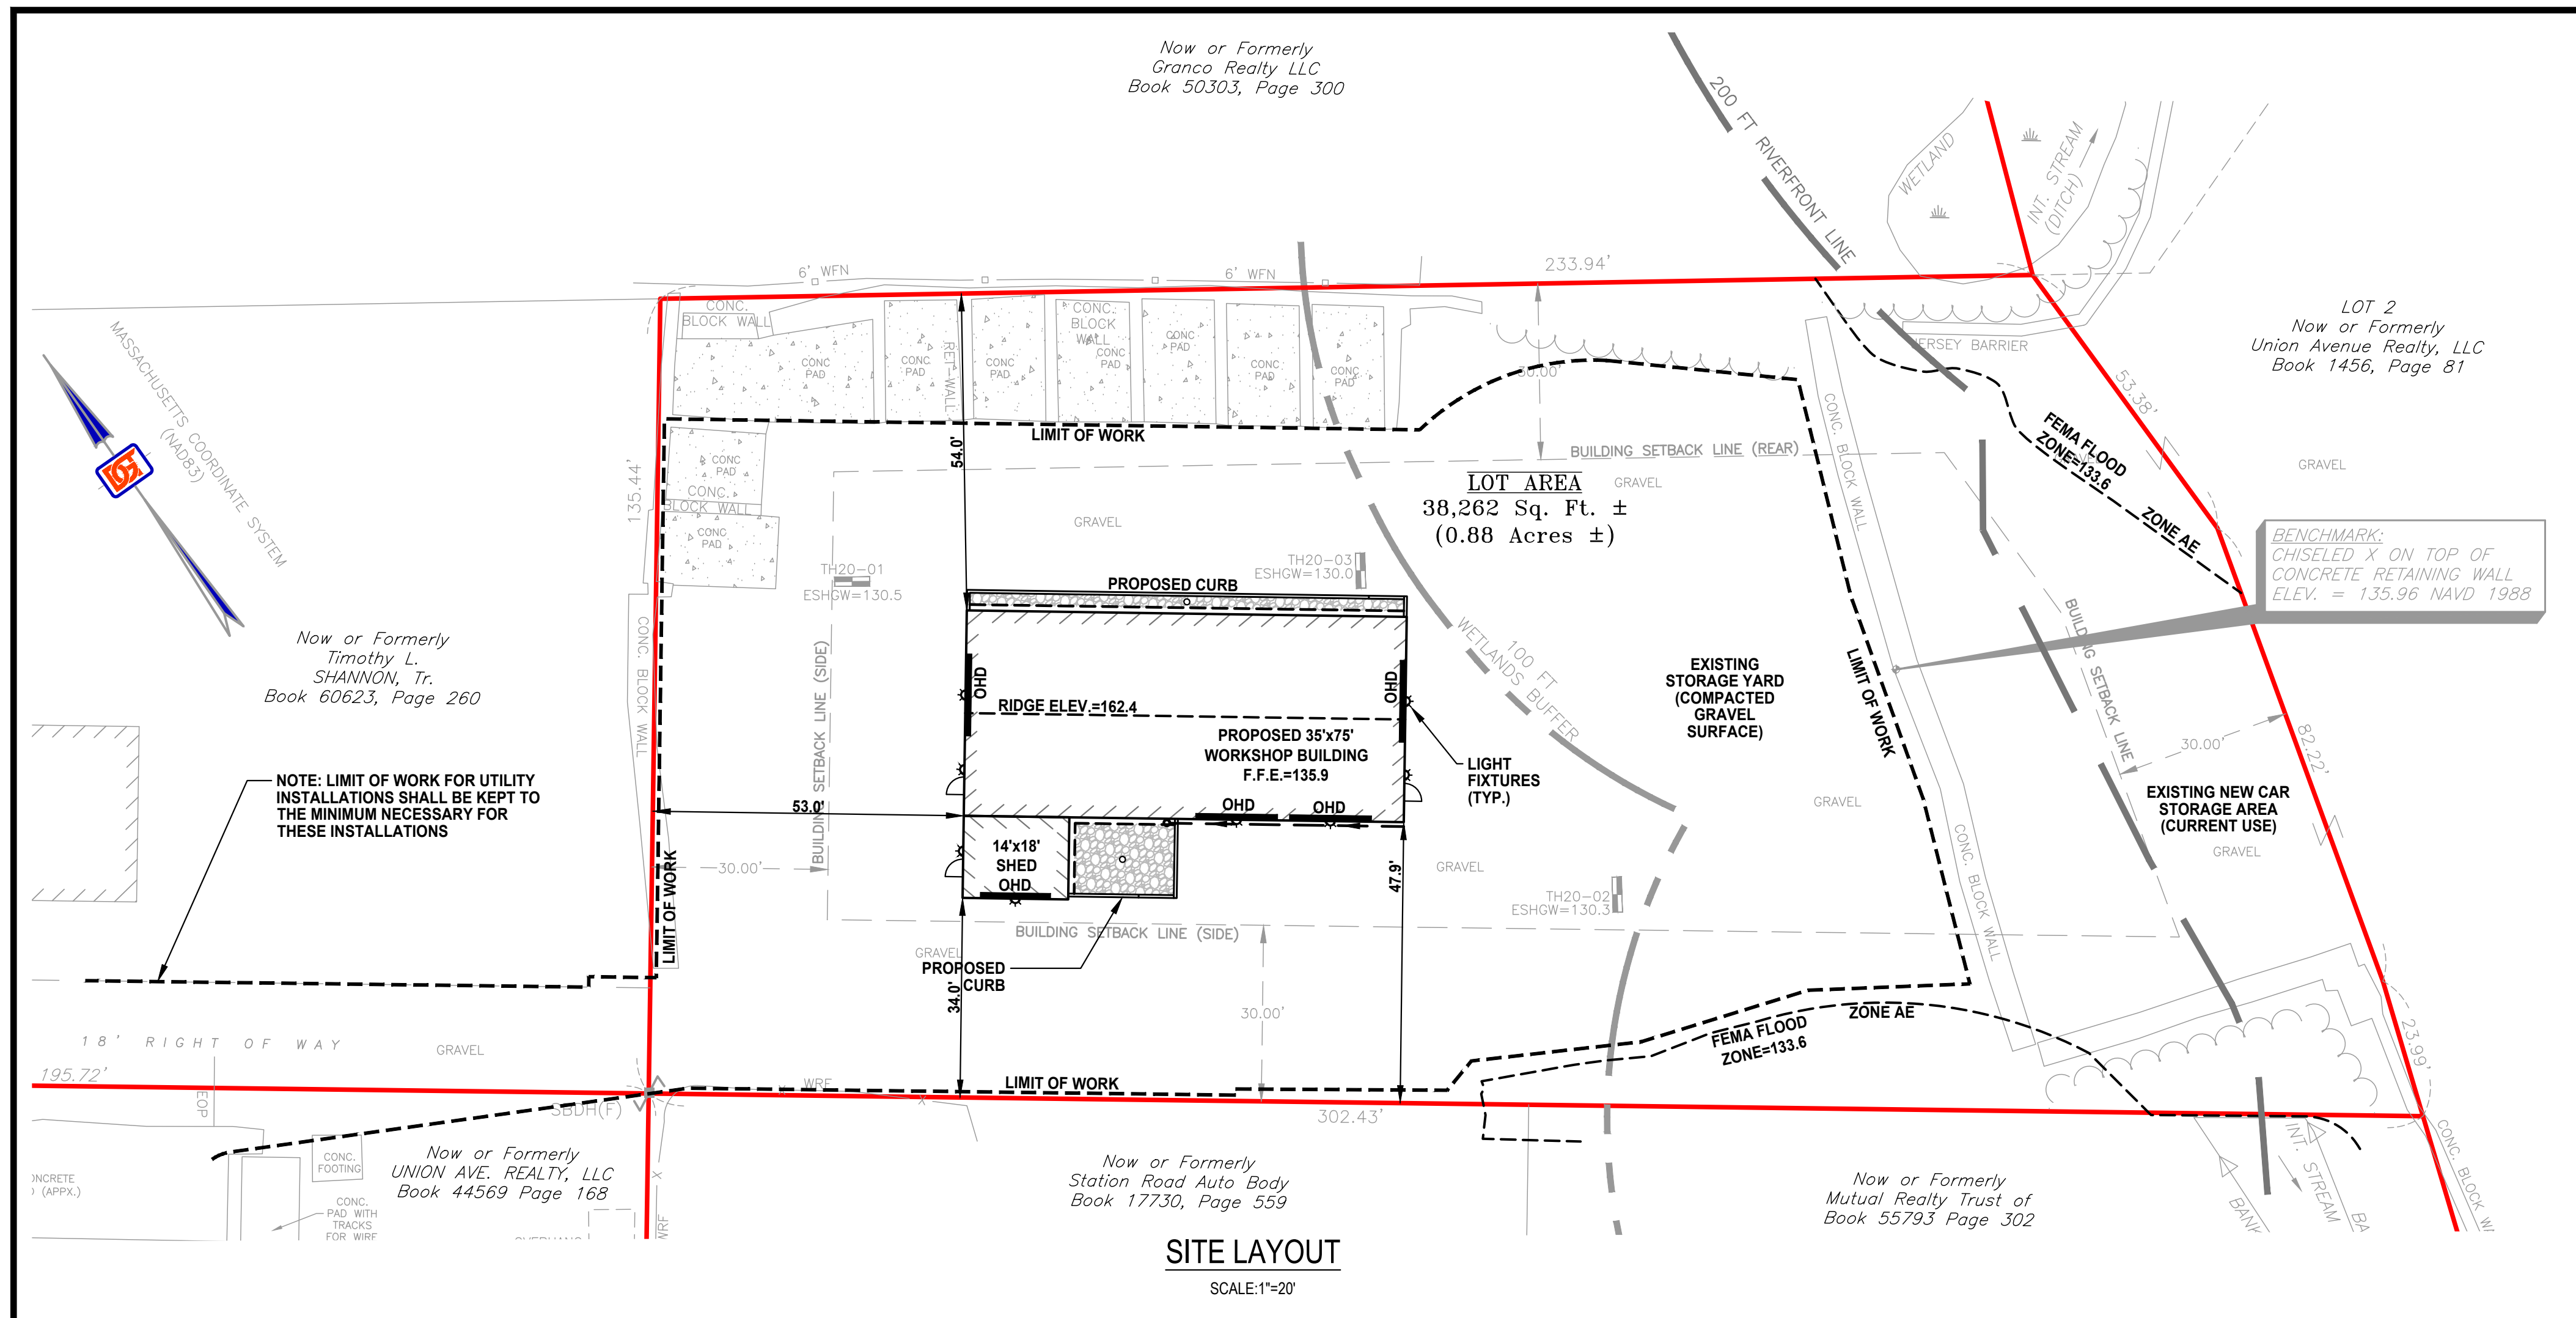 Now or Formerly
Granco Realty LLC
Book 50303, Page 300
200 FT RIVERFRONT LINE
WETLAND
INT. STREAM
(DITCH)
6' WFN
6' WFN
233.94'
LOT 2
Now or Formerly
Union Avenue Realty, LLC
Book 1456, Page 81
MASSACHUSETTS COORDINATE SYSTEM
(NAD83)
CONC.
BLOCK WALL
CONC
PAD
CONC
PAD
RET-WALL
CONC
PAD
CONC.
BLOCK
WALL
CONC
PAD
CONC
PAD
CONC
PAD
CONC
PAD
30.00'
JERSEY BARRIER
53.38'
LIMIT OF WORK
54.0'
135.44'
CONC
PAD
CONC.
BLOCK WALL
CONC
PAD
BUILDING SETBACK LINE (REAR)
LOT AREA
38,262 Sq. Ft. ±
(0.88 Acres ±)
GRAVEL
GRAVEL
CONC. BLOCK WALL
FEMA FLOOD
ZONE=133.6
ZONE AE
GRAVEL
BENCHMARK:
CHISELED X ON TOP OF
CONCRETE RETAINING WALL
ELEV. = 135.96 NAVD 1988
TH20-01
ESHGW=130.5
TH20-03
ESHGW=130.0
PROPOSED CURB
Now or Formerly
Timothy L.
SHANNON, Tr.
Book 60623, Page 260
CONC. BLOCK WALL
BUILDING SETBACK LINE (SIDE)
OHD
RIDGE ELEV.=162.4
OHD
PROPOSED 35'x75'
WORKSHOP BUILDING
F.F.E.=135.9
100 FT
WETLANDS BUFFER
EXISTING
STORAGE YARD
(COMPACTED
GRAVEL
SURFACE)
LIMIT OF WORK
BUILDING SETBACK LINE
30.00'
82.22'
LIGHT
FIXTURES
(TYP.)
NOTE: LIMIT OF WORK FOR UTILITY
INSTALLATIONS SHALL BE KEPT TO
THE MINIMUM NECESSARY FOR
THESE INSTALLATIONS
53.0'
OHD
OHD
GRAVEL
EXISTING NEW CAR
STORAGE AREA
(CURRENT USE)
GRAVEL
CONC. BLOCK WALL
14'x18'
SHED
OHD
30.00'
LIMIT OF WORK
47.9'
GRAVEL
TH20-02
ESHGW=130.3
BUILDING SETBACK LINE (SIDE)
GRAVEL
PROPOSED
CURB
34.0'
30.00'
ZONE AE
FEMA FLOOD
ZONE=133.6
23.99'
18' RIGHT OF WAY
GRAVEL
195.72'
EOP
SBDH(F)
WRF
X
X
LIMIT OF WORK
302.43'
CONC.
FOOTING
ONCRETE
(APPX.)
CONC.
PAD WITH
TRACKS
FOR WIRE
Now or Formerly
UNION AVE. REALTY, LLC
Book 44569 Page 168
X
WRF
Now or Formerly
Station Road Auto Body
Book 17730, Page 559
Now or Formerly
Mutual Realty Trust of
Book 55793 Page 302
BANK
INT. STREAM
BA
CONC. BLOCK WA
SITE LAYOUT
SCALE:1"=20'